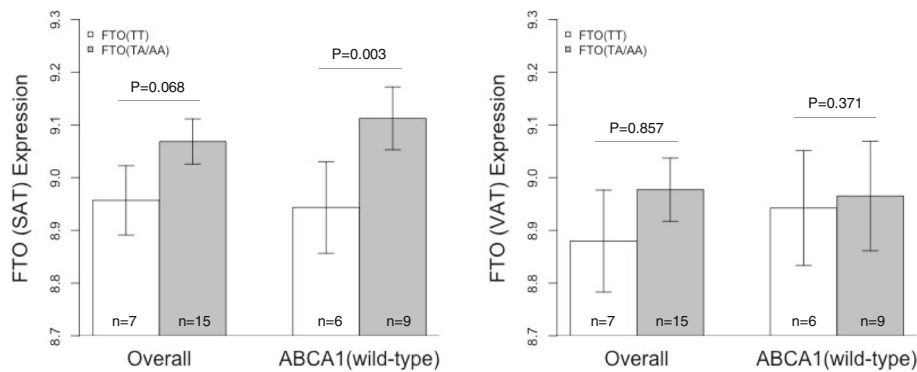 FTO (SAT) Expression
9.3
9.2
9.1
9.0
8.9
8.8
8.7
FTO(TT)
FTO(TA/AA)
P=0.068
P=0.003
n=7
n=15
n=6
n=9
Overall
ABCA1(wild-type)
FTO (VAT) Expression
9.3
9.2
9.1
9.0
8.9
8.8
8.7
FTO(TT)
FTO(TA/AA)
P=0.857
P=0.371
n=7
n=15
n=6
n=9
Overall
ABCA1(wild-type)